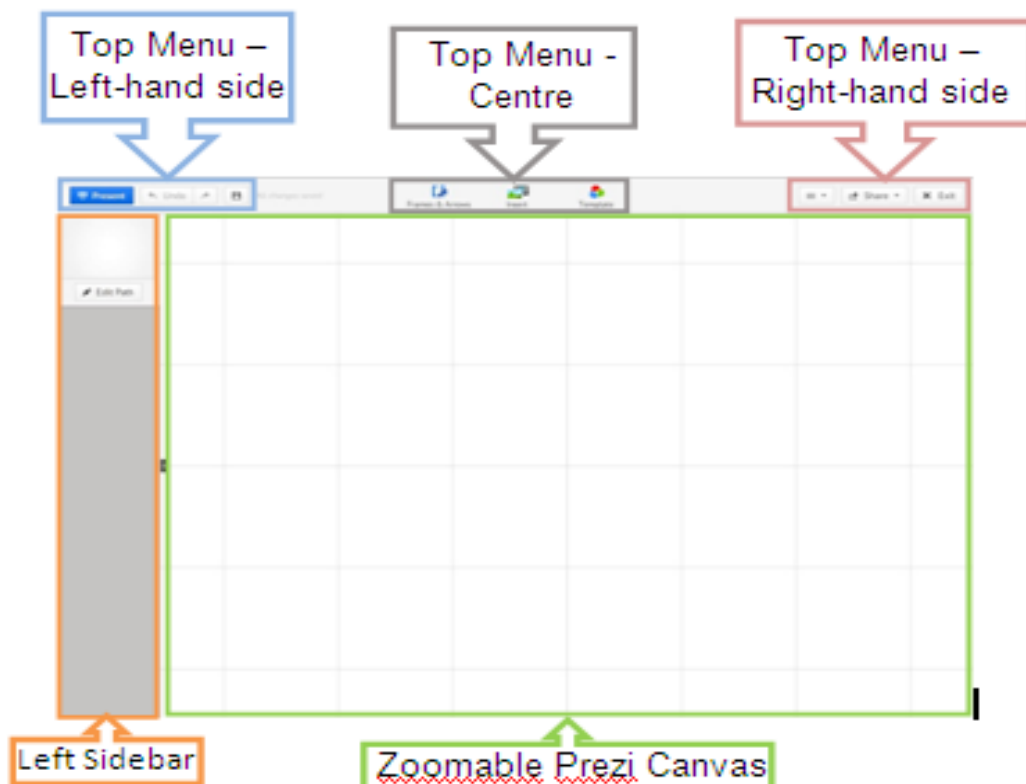 Top Menu –
Left-hand side
Top Menu -
Centre
Top Menu –
Right-hand side
Present Undo
Frames & Arrows Insert Template
Share Exit
Edit Path
Left Sidebar
Zoomable Prezi Canvas